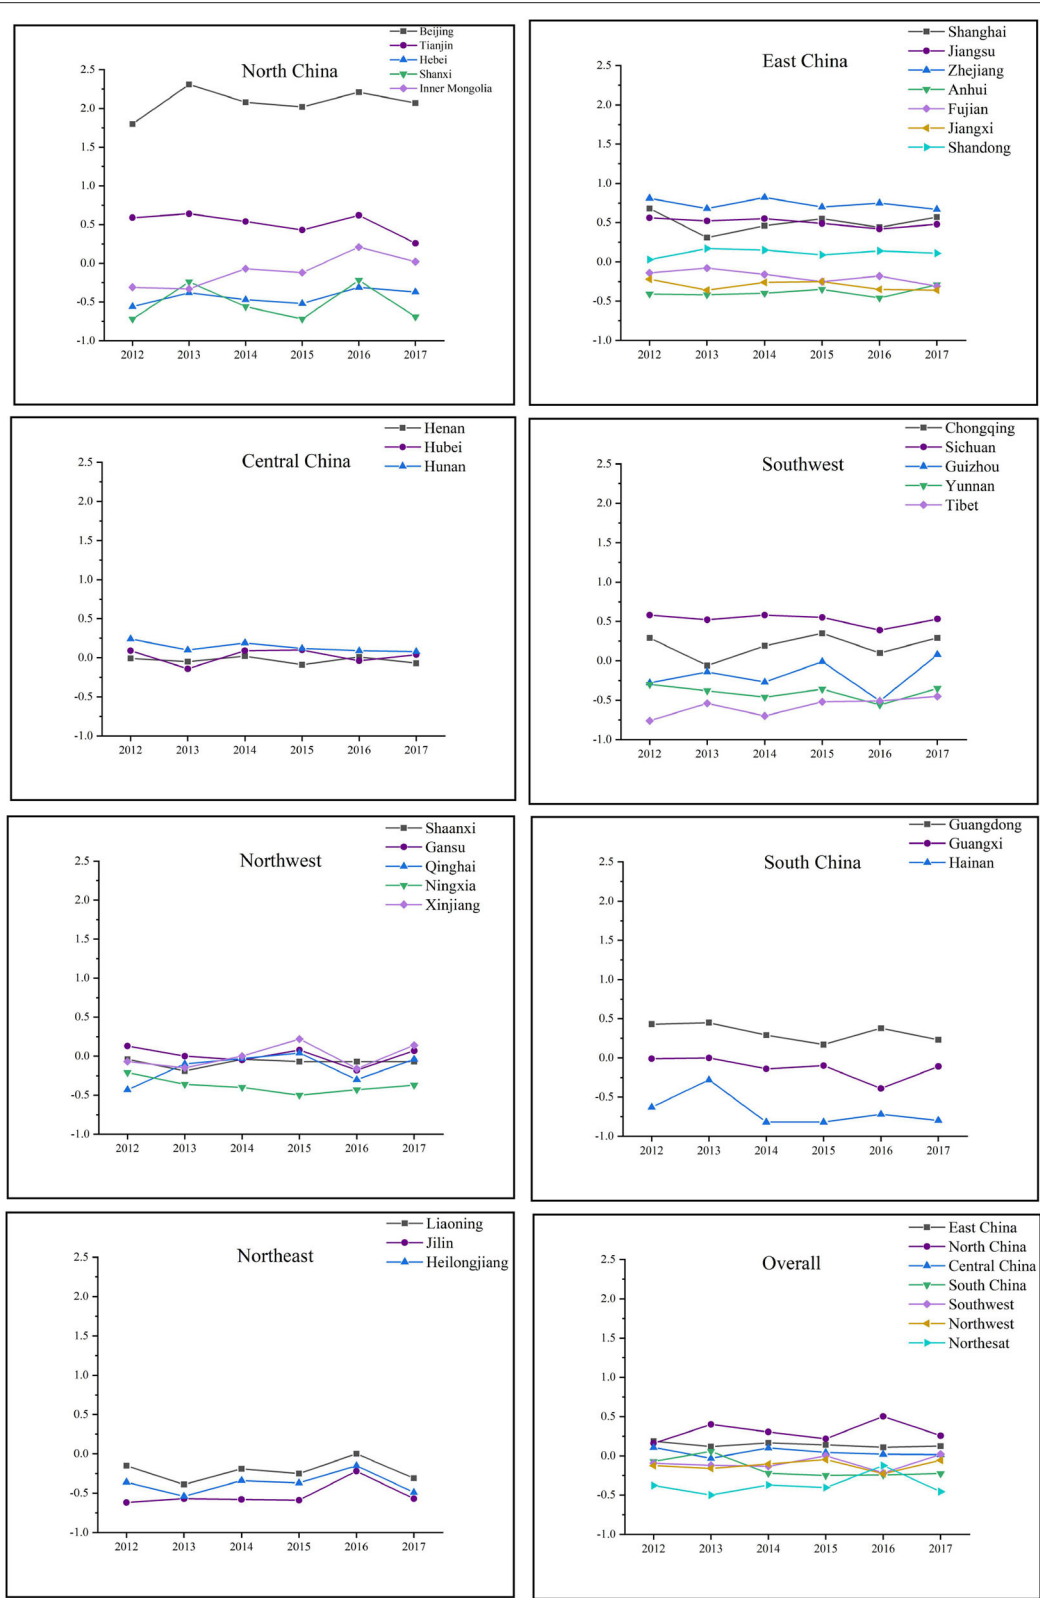 North China
Beijing
Tianjin
Hebei
Shanxi
Inner Mongolia
2.5
2.0
1.5
1.0
0.5
0.0
-0.5
-1.0
2012 2013 2014 2015 2016 2017
East China
Shanghai
Jiangsu
Zhejiang
Anhui
Fujian
Jiangxi
Shandong
2.5
2.0
1.5
1.0
0.5
0.0
-0.5
-1.0
2012 2013 2014 2015 2016 2017
Central China
Henan
Hubei
Hunan
2.5
2.0
1.5
1.0
0.5
0.0
-0.5
-1.0
2012 2013 2014 2015 2016 2017
Southwest
Chongqing
Sichuan
Guizhou
Yunnan
Tibet
2.5
2.0
1.5
1.0
0.5
0.0
-0.5
-1.0
2012 2013 2014 2015 2016 2017
Northwest
Shaanxi
Gansu
Qinghai
Ningxia
Xinjiang
2.5
2.0
1.5
1.0
0.5
0.0
-0.5
-1.0
2012 2013 2014 2015 2016 2017
South China
Guangdong
Guangxi
Hainan
2.5
2.0
1.5
1.0
0.5
0.0
-0.5
-1.0
2012 2013 2014 2015 2016 2017
Northeast
Liaoning
Jilin
Heilongjiang
2.5
2.0
1.5
1.0
0.5
0.0
-0.5
-1.0
2012 2013 2014 2015 2016 2017
Overall
East China
North China
Central China
South China
Southwest
Northwest
Northesat
2.5
2.0
1.5
1.0
0.5
0.0
-0.5
-1.0
2012 2013 2014 2015 2016 2017